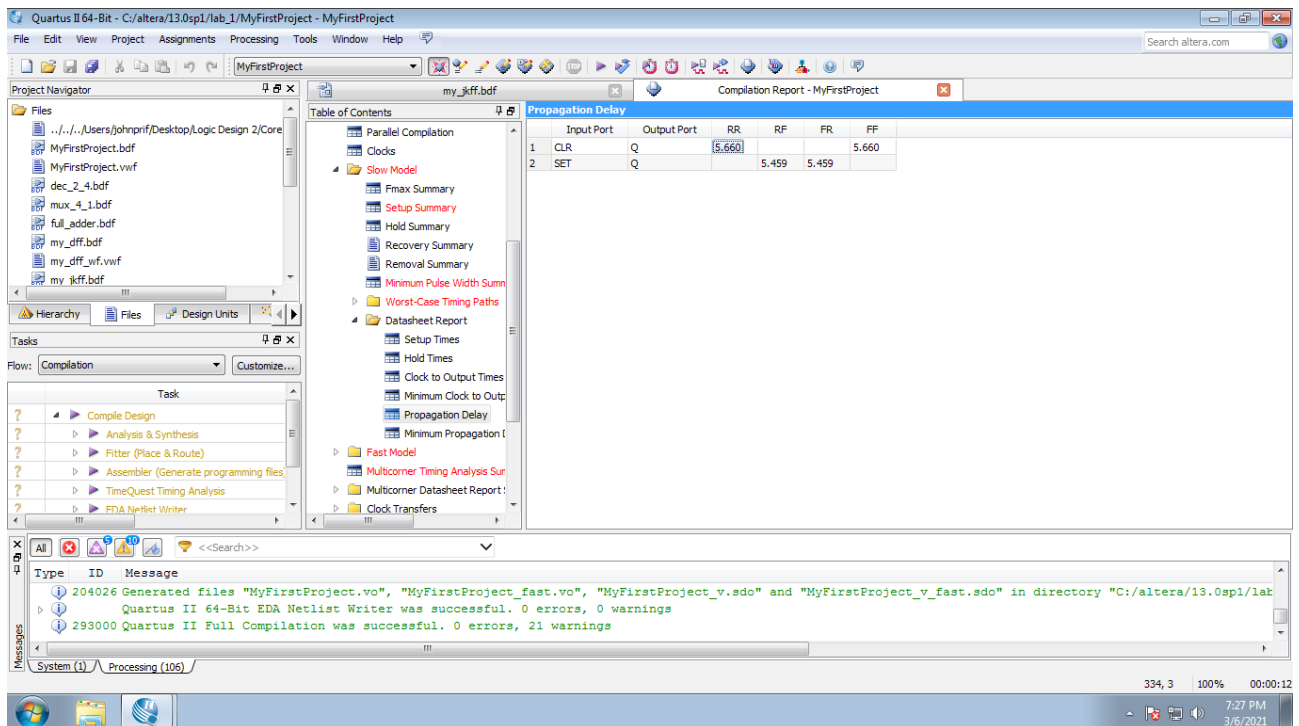 Quartus II 64-Bit - C:/altera/13.0sp1/lab_1/MyFirstProject - MyFirstProject
File Edit View Project Assignments Processing Tools Window Help
Search altera.com
MyFirstProject
Project Navigator
Files
../../../Users/johnprif/Desktop/Logic Design 2/Core
MyFirstProject.bdf
MyFirstProject.vwf
dec_2_4.bdf
mux_4_1.bdf
full_adder.bdf
my_dff.bdf
my_dff_wf.vwf
my_jkff.bdf
Hierarchy Files Design Units
Tasks
Flow: Compilation Customize...
Task
? Compile Design
? Analysis & Synthesis
? Fitter (Place & Route)
? Assembler (Generate programming files)
? TimeQuest Timing Analysis
? EDA Netlist Writer
my_jkff.bdf
Compilation Report - MyFirstProject
Table of Contents
Parallel Compilation
Clocks
Slow Model
Fmax Summary
Setup Summary
Hold Summary
Recovery Summary
Removal Summary
Minimum Pulse Width Summ
Worst-Case Timing Paths
Datasheet Report
Setup Times
Hold Times
Clock to Output Times
Minimum Clock to Outp
Propagation Delay
Minimum Propagation D
Fast Model
Multicorner Timing Analysis Sum
Multicorner Datasheet Report S
Clock Transfers
Propagation Delay
Input Port Output Port RR RF FR FF
1 CLR Q 5.660 5.660
2 SET Q 5.459 5.459
All 5 10 <<Search>>
Type ID Message
204026 Generated files "MyFirstProject.vo", "MyFirstProject_fast.vo", "MyFirstProject_v.sdo" and "MyFirstProject_v_fast.sdo" in directory "C:/altera/13.0sp1/lab
Quartus II 64-Bit EDA Netlist Writer was successful. 0 errors, 0 warnings
293000 Quartus II Full Compilation was successful. 0 errors, 21 warnings
Messages
System (1) Processing (106)
334, 3 100% 00:00:12
7:27 PM
3/6/2021